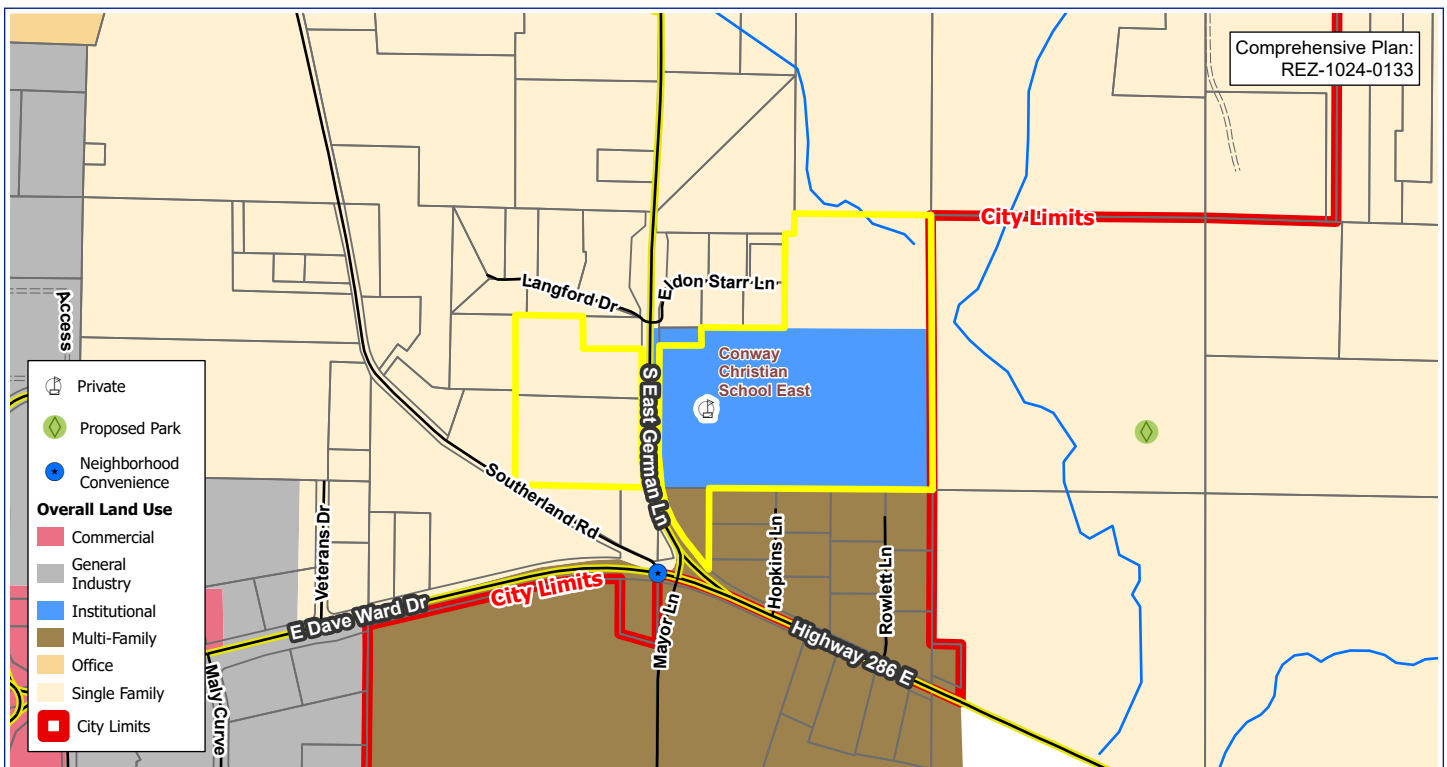 Comprehensive Plan:
REZ-1024-0133
City Limits
Langford Dr
Eldon Starr Ln
Access
Conway
Christian
School East
S East German Ln
Southerland Rd
Veterans Dr
Hopkins Ln
Rowlett Ln
City Limits
E Dave Ward Dr
Mayor Ln
Highway 286 E
Maly Curve
Private
Proposed Park
Neighborhood
Convenience
Overall Land Use
Commercial
General
Industry
Institutional
Multi-Family
Office
Single Family
City Limits